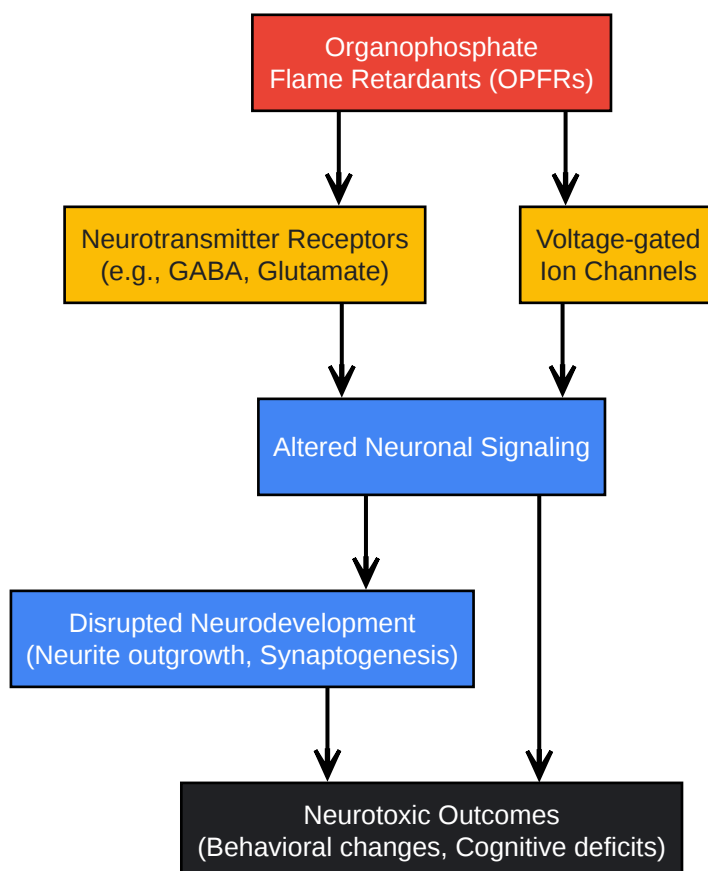 Organophosphate
Flame Retardants (OPFRs)
Neurotransmitter Receptors
(e.g., GABA, Glutamate)
Voltage-gated
Ion Channels
Altered Neuronal Signaling
Disrupted Neurodevelopment
(Neurite outgrowth, Synaptogenesis)
Neurotoxic Outcomes
(Behavioral changes, Cognitive deficits)